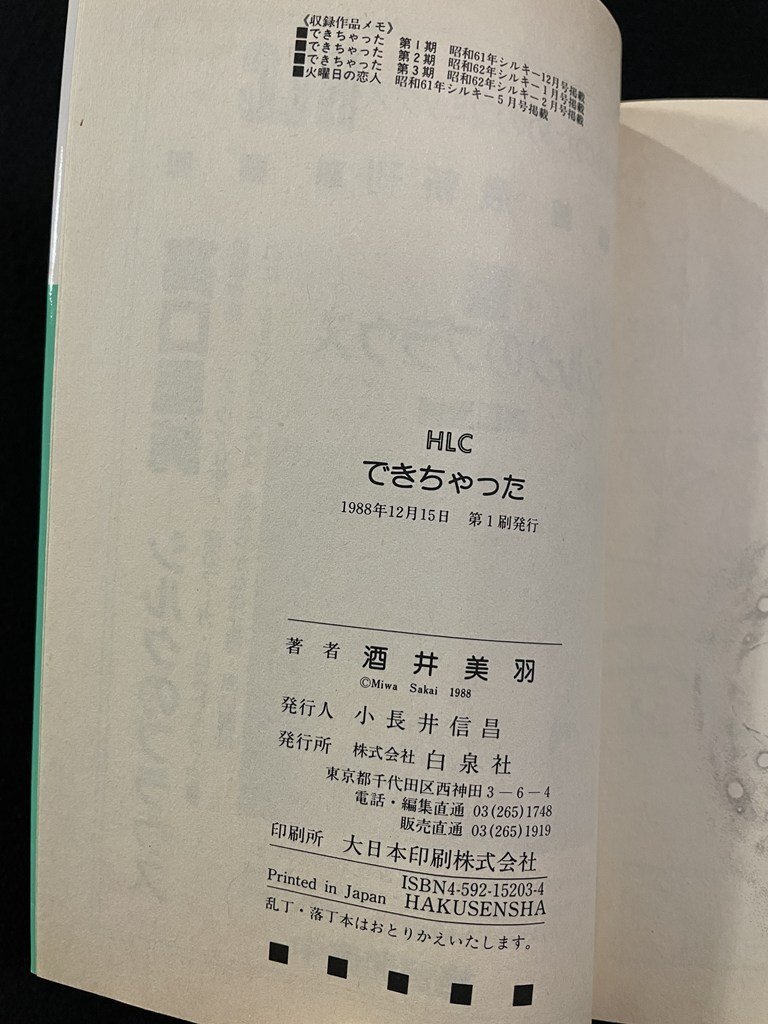 《収録作品メモ》
■できちゃった 第1期 昭和61年シルキー12月号掲載
■できちゃった 第2期 昭和62年シルキー1月号掲載
■できちゃった 第3期 昭和62年シルキー2月号掲載
■火曜日の恋人 昭和61年シルキー5月号掲載
HLC
できちゃった
1988年12月15日 第1刷発行
著者 酒井美羽
©Miwa Sakai 1988
発行人 小長井信昌
発行所 株式会社 白泉社
東京都千代田区西神田3-6-4
電話・編集直通 03(265)1748
販売直通 03(265)1919
印刷所 大日本印刷株式会社
ISBN4-592-15203-4
Printed in Japan HAKUSENSHA
乱丁・落丁本はおとりかえいたします。